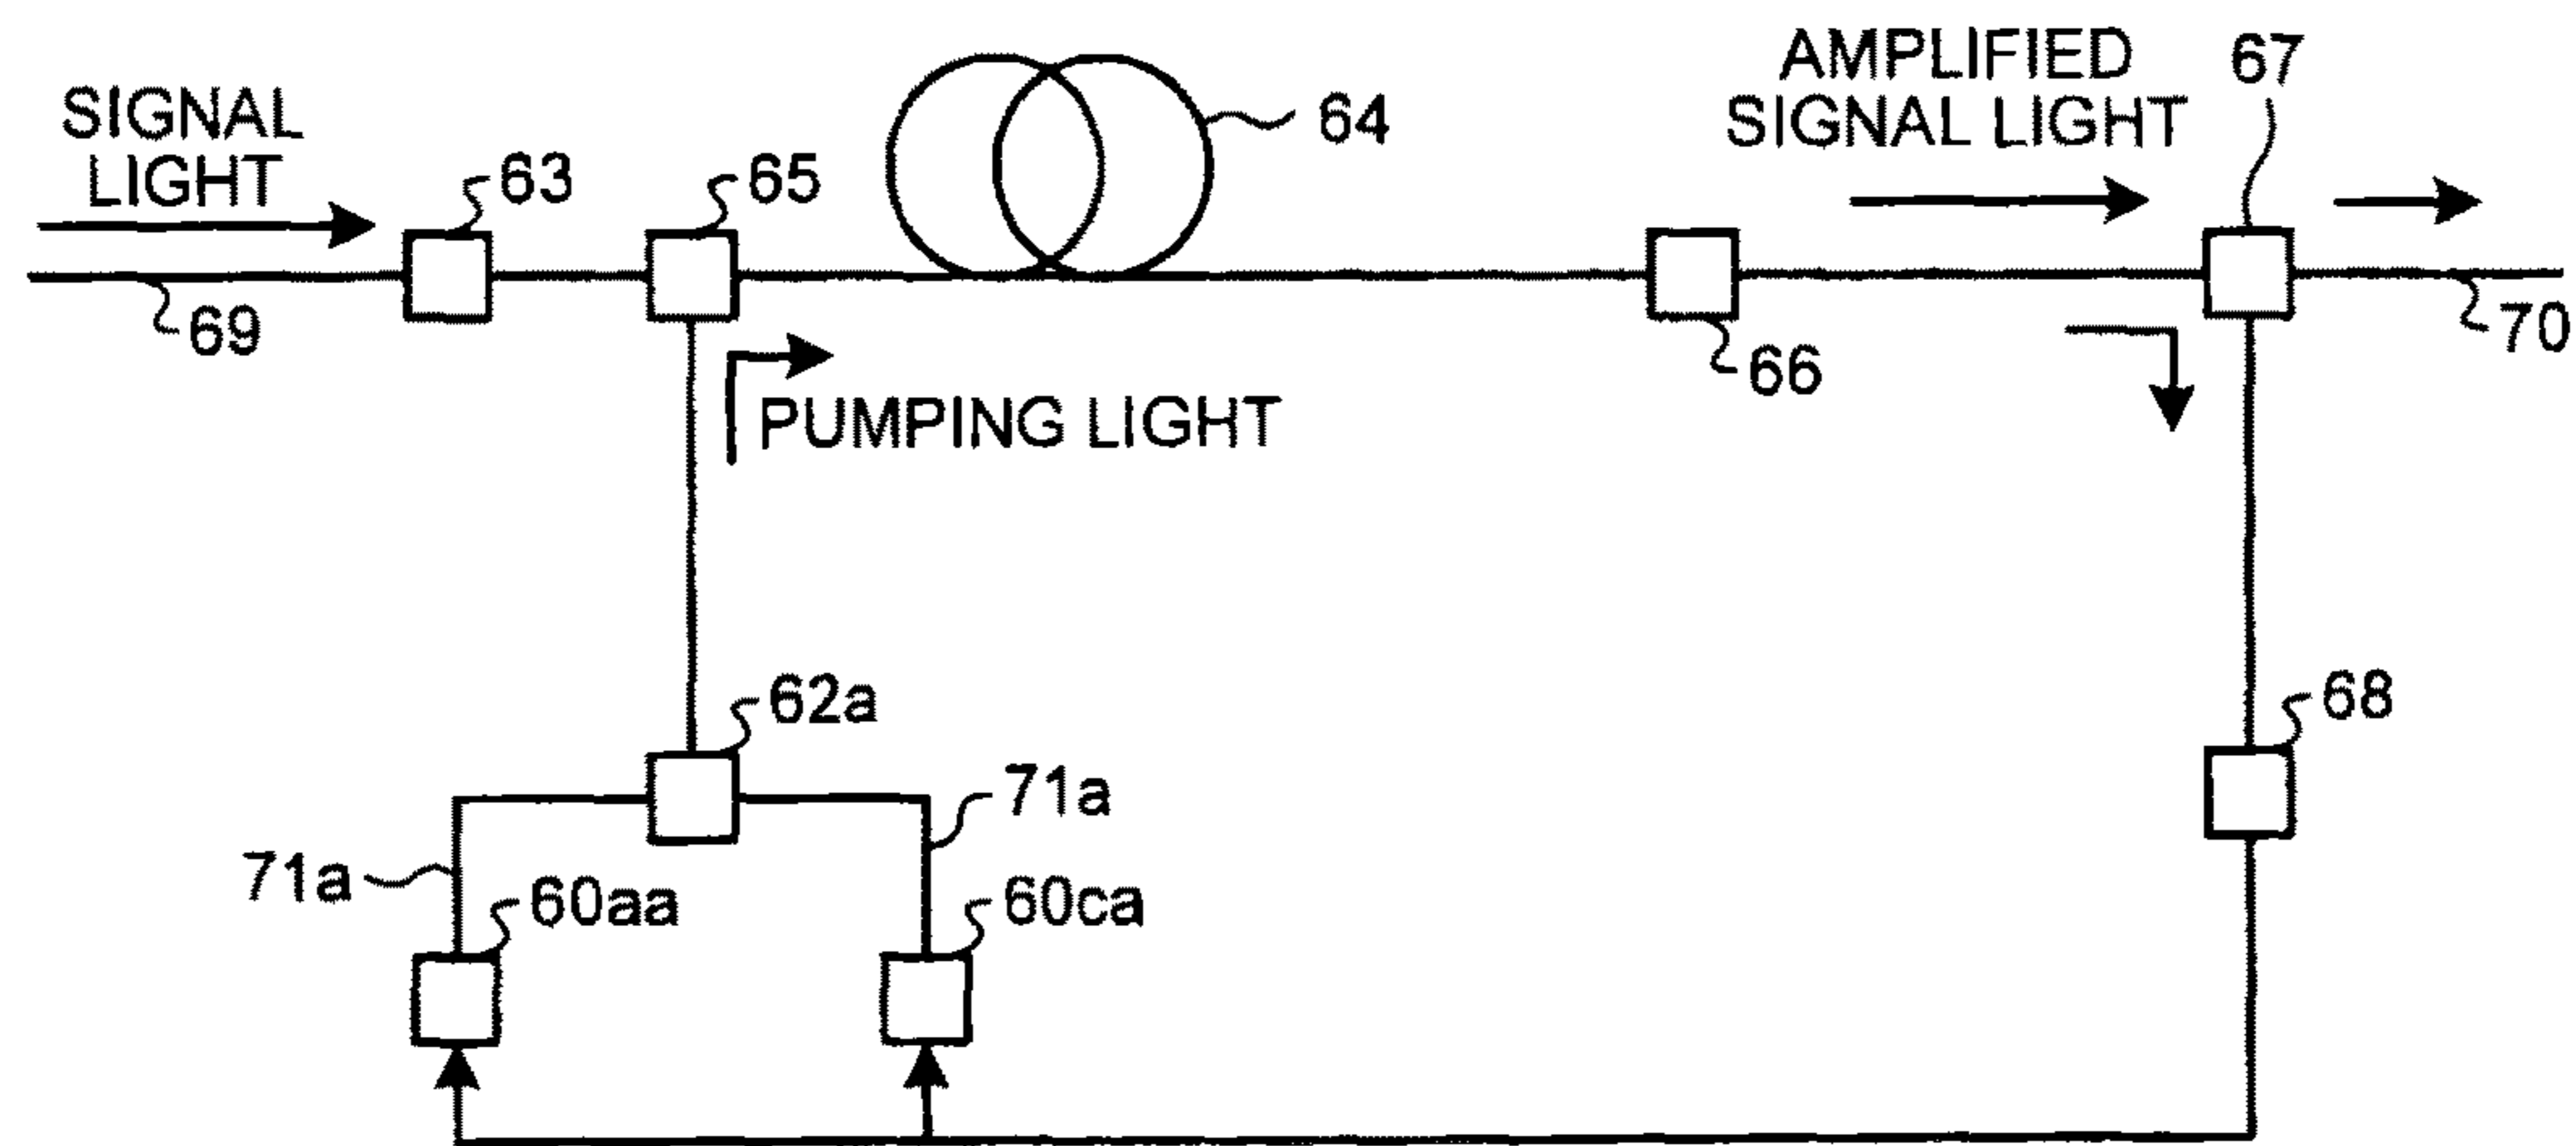 SIGNAL
LIGHT
63
65
64
AMPLIFIED
SIGNAL LIGHT
67
69
PUMPING LIGHT
66
70
62a
68
71a
71a
60aa
60ca